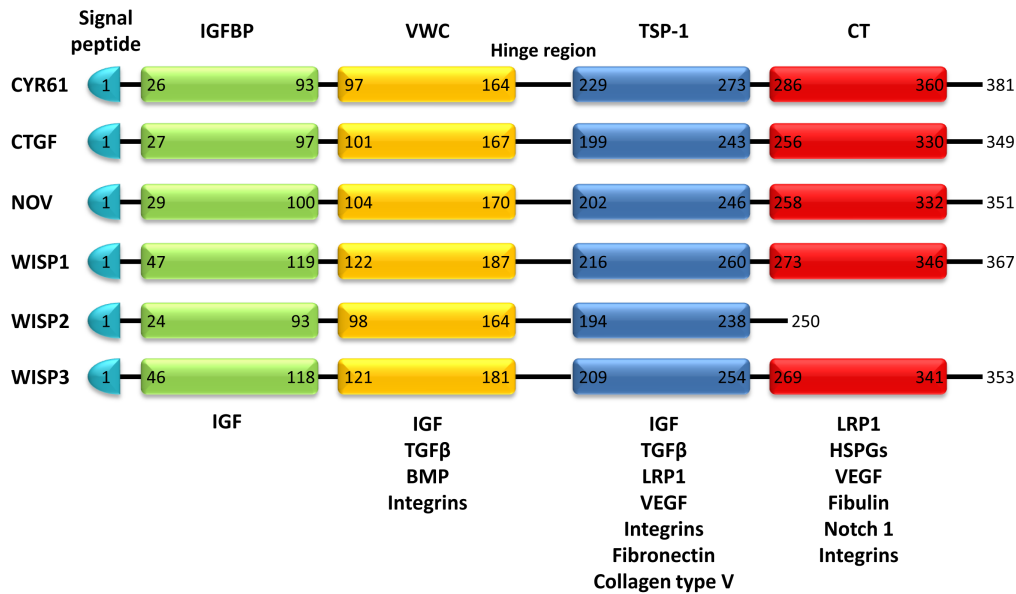 Signal
peptide
IGFBP
VWC
Hinge region
TSP-1
CT
CYR61 1 26 93 97 164 229 273 286 360 381
CTGF 1 27 97 101 167 199 243 256 330 349
NOV 1 29 100 104 170 202 246 258 332 351
WISP1 1 47 119 122 187 216 260 273 346 367
WISP2 1 24 93 98 164 194 238 250
WISP3 1 46 118 121 181 209 254 269 341 353
IGF
IGF
TGFβ
BMP
Integrins
IGF
TGFβ
LRP1
VEGF
Integrins
Fibronectin
Collagen type V
LRP1
HSPGs
VEGF
Fibulin
Notch 1
Integrins